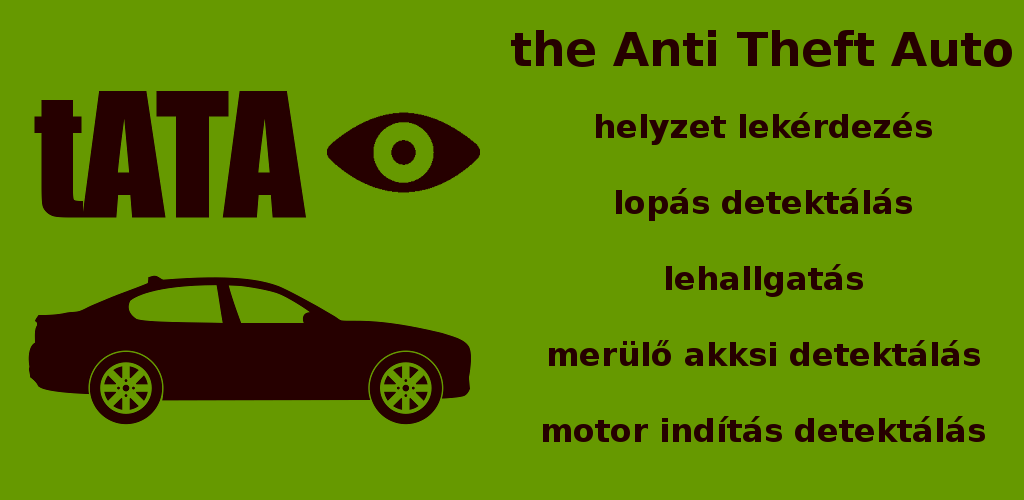 tATA
the Anti Theft Auto
helyzet lekérdezés
lopás detektálás
lehallgatás
merülő akksi detektálás
motor indítás detektálás